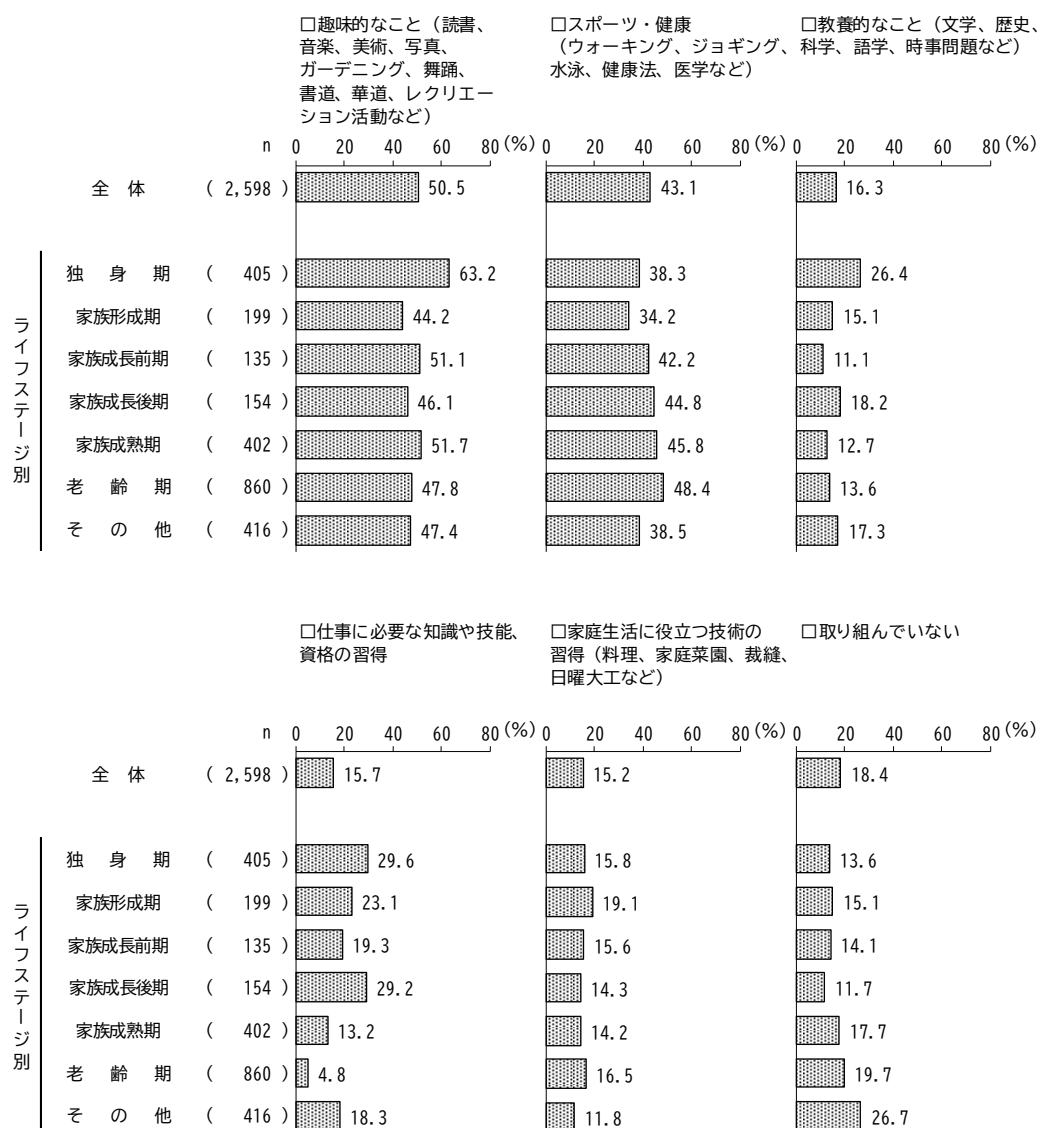 □趣味的なこと（読書、
音楽、美術、写真、
ガーデニング、舞踊、
書道、華道、レクリエー
ション活動など）
□スポーツ・健康
（ウォーキング、ジョギング、
水泳、健康法、医学など）
□教養的なこと（文学、歴史、
科学、語学、時事問題など）
n 0 20 40 60 80(%) 0 20 40 60 80(%) 0 20 40 60 80(%)
全 体 ( 2,598 ) 50.5 43.1 16.3
ライフステージ別
独 身 期 ( 405 ) 63.2 38.3 26.4
家族形成期 ( 199 ) 44.2 34.2 15.1
家族成長前期 ( 135 ) 51.1 42.2 11.1
家族成長後期 ( 154 ) 46.1 44.8 18.2
家族成熟期 ( 402 ) 51.7 45.8 12.7
老 齢 期 ( 860 ) 47.8 48.4 13.6
そ の 他 ( 416 ) 47.4 38.5 17.3
□仕事に必要な知識や技能、
資格の習得
□家庭生活に役立つ技術の
習得（料理、家庭菜園、裁縫、
日曜大工など）
□取り組んでいない
n 0 20 40 60 80(%) 0 20 40 60 80(%) 0 20 40 60 80(%)
全 体 ( 2,598 ) 15.7 15.2 18.4
ライフステージ別
独 身 期 ( 405 ) 29.6 15.8 13.6
家族形成期 ( 199 ) 23.1 19.1 15.1
家族成長前期 ( 135 ) 19.3 15.6 14.1
家族成長後期 ( 154 ) 29.2 14.3 11.7
家族成熟期 ( 402 ) 13.2 14.2 17.7
老 齢 期 ( 860 ) 4.8 16.5 19.7
そ の 他 ( 416 ) 18.3 11.8 26.7